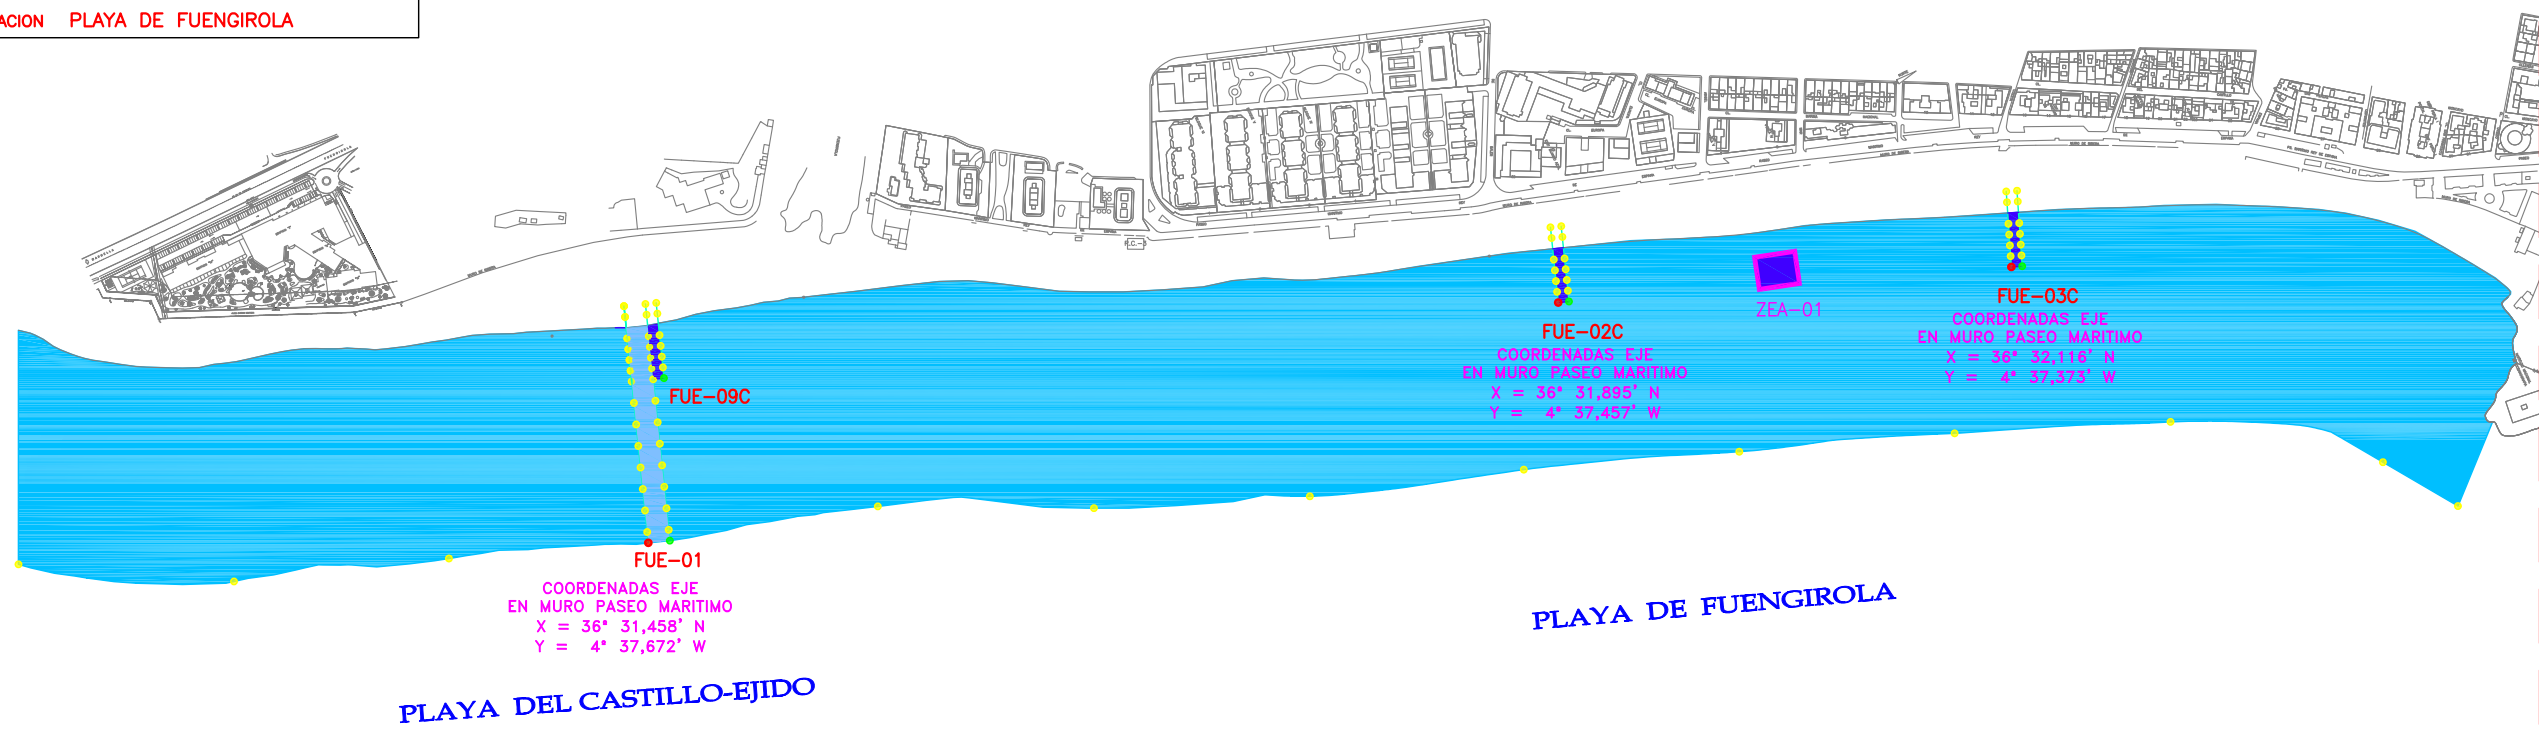 ACION PLAYA DE FUENGIROLA
FUE-09C
FUE-01
COORDENADAS EJE
EN MURO PASEO MARITIMO
X = 36° 31,458' N
Y = 4° 37,672' W
FUE-02C
COORDENADAS EJE
EN MURO PASEO MARITIMO
X = 36° 31,895' N
Y = 4° 37,457' W
ZEA-01
FUE-03C
COORDENADAS EJE
EN MURO PASEO MARITIMO
X = 36° 32,116' N
Y = 4° 37,373' W
PLAYA DE FUENGIROLA
PLAYA DEL CASTILLO-EJIDO